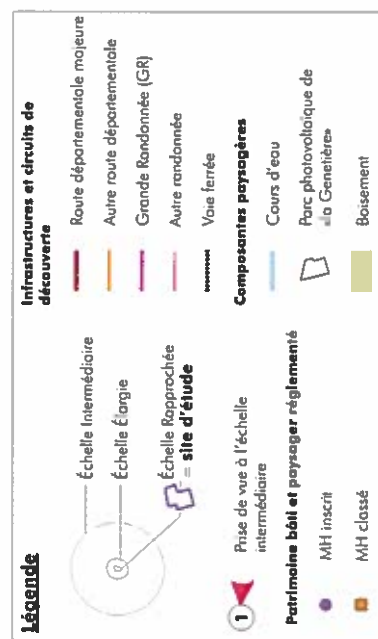 Légende
Échelle Intermédiaire
Échelle Élargie
Échelle Rapprochée
= site d'étude
1
Prise de vue à l'échelle
intermédiaire
Patrimoine bâti et paysager réglementé
MH inscrit
MH classé
Infrastructures et circuits de
découverte
Route départementale majeure
Autre route départementale
Grande Randonnée (GR)
Autre randonnée
Voie ferrée
Composantes paysagères
Cours d'eau
Parc photovoltaïque de
«la Genetière»
Boisement